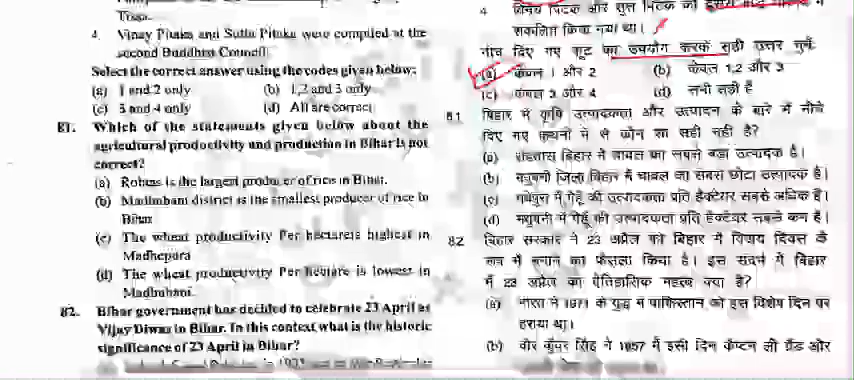 Tissa.
4. Vinay Pitaka and Sutta Pitaka were compiled at the
second Buddhist Council
Select the correct answer using the codes given below:
(a) 1 and 2 only (b) 1,2 and 3 only
(c) 3 and 4 only (d) All are correct
81. Which of the statements given below about the
agricultural productivity and production in Bihar is not
correct?
(a) Rohtas is the largest producer of rice in Bihar.
(b) Madhubani district is the smallest producer of rice in
Bihar
(c) The wheat productivity Per hectare is highest in
Madhepura
(d) The wheat productivity Per hectare is lowest in
Madhubani.
82. Bihar government has decided to celebrate 23 April as
Vijay Diwas in Bihar. In this context what is the historic
significance of 23 April in Bihar?
4 विनय पिटक और सुत्त पिटक को
संकलित किया गया था।
नीचे दिए गए कूट का उपयोग करके सही उत्तर चुनें
(a) केवल 1 और 2 (b) केवल 1,2 और 3
(c) केवल 3 और 4 (d) सभी सही हैं
81 बिहार में कृषि उत्पादकता और उत्पादन के बारे में नीचे
दिए गए कथनों में से कौन सा सही नहीं है?
(a) रोहतास बिहार में चावल का सबसे बड़ा उत्पादक है।
(b) मधुबनी जिला बिहार में चावल का सबसे छोटा उत्पादक है।
(c) मधेपुरा में गेहूँ की उत्पादकता प्रति हेक्टेयर सबसे अधिक है।
(d) मधुबनी में गेहूँ की उत्पादकता प्रति हेक्टेयर सबसे कम है।
82 बिहार सरकार ने 23 अप्रैल को बिहार में विजय दिवस के
रूप में मनाने का फैसला किया है। इस संदर्भ में बिहार
में 23 अप्रैल का ऐतिहासिक महत्व क्या है?
(a) भारत ने 1971 के युद्ध में पाकिस्तान को इस विशेष दिन पर
हराया था।
(b) वीर कुँवर सिंह ने 1857 में इसी दिन कैप्टन ली ग्रैंड और